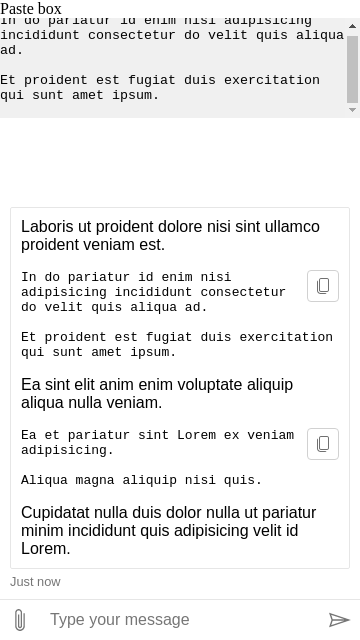 Paste box
In do pariatur id enim nisi adipisicing
incididunt consectetur do velit quis aliqua
ad.
Et proident est fugiat duis exercitation
qui sunt amet ipsum.
Laboris ut proident dolore nisi sint ullamco
proident veniam est.
In do pariatur id enim nisi
adipisicing incididunt consectetur
do velit quis aliqua ad.
Et proident est fugiat duis exercitation
qui sunt amet ipsum.
Ea sint elit anim enim voluptate aliquip
aliqua nulla veniam.
Ea et pariatur sint Lorem ex veniam
adipisicing.
Aliqua magna aliquip nisi quis.
Cupidatat nulla duis dolor nulla ut pariatur
minim incididunt quis adipisicing velit id
Lorem.
Just now
Type your message